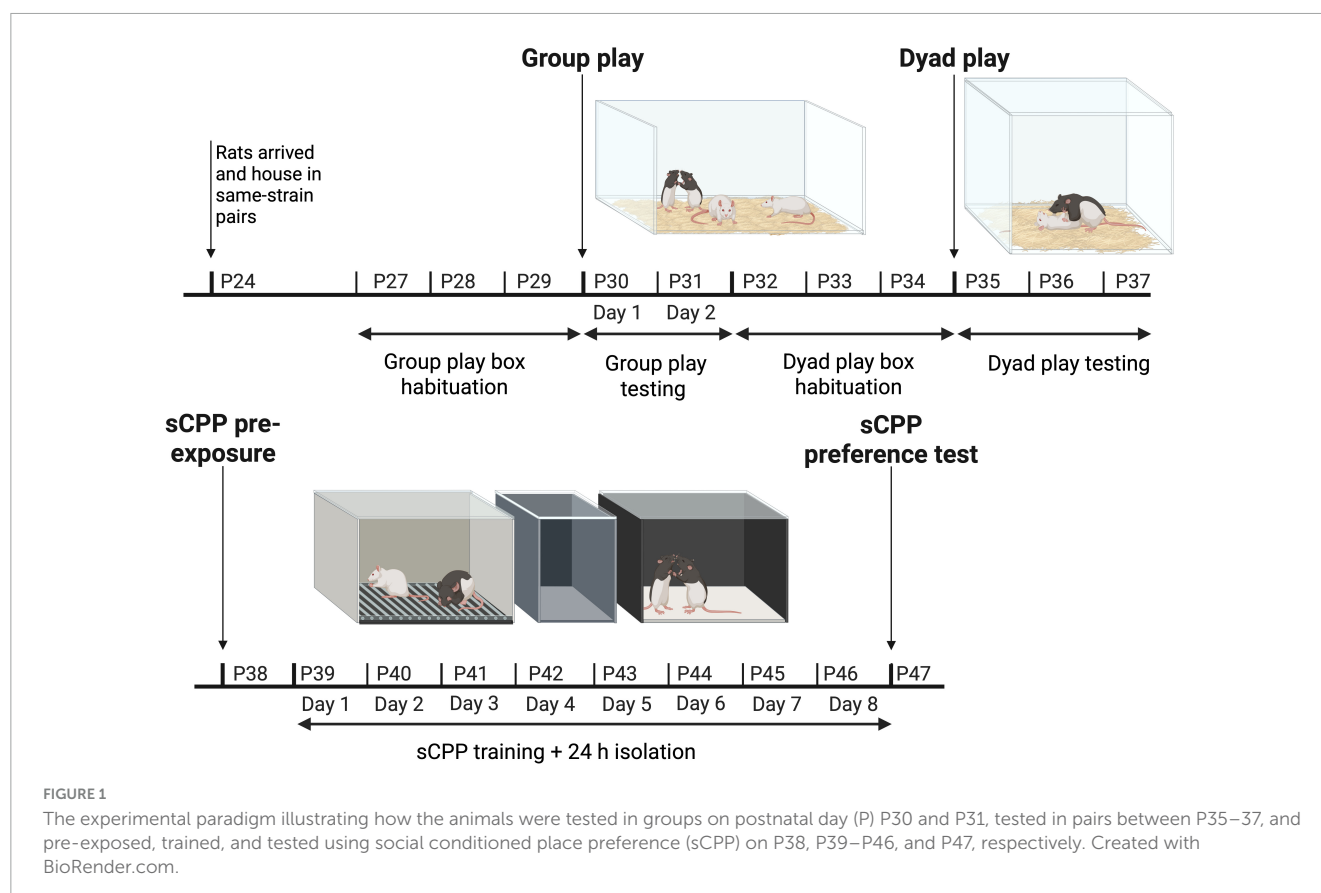 Group play
Dyad play
Rats arrived
and house in
same-strain
pairs
P24 P27 P28 P29 P30 P31 P32 P33 P34 P35 P36 P37
Day 1 Day 2
Group play box
habituation
Group play
testing
Dyad play box
habituation
Dyad play testing
sCPP pre-
exposure
sCPP
preference test
P38 P39 P40 P41 P42 P43 P44 P45 P46 P47
Day 1 Day 2 Day 3 Day 4 Day 5 Day 6 Day 7 Day 8
sCPP training + 24 h isolation
FIGURE 1
The experimental paradigm illustrating how the animals were tested in groups on postnatal day (P) P30 and P31, tested in pairs between P35–37, and
pre-exposed, trained, and tested using social conditioned place preference (sCPP) on P38, P39–P46, and P47, respectively. Created with
BioRender.com.